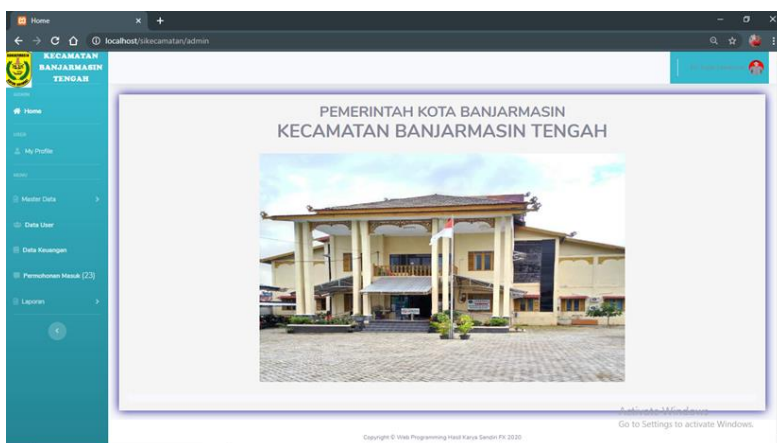 Home
localhost/sikecamatan/admin
KECAMATAN
BANJARMASIN
TENGAH
Home
My Profile
Master Data
Data User
Data Keuangan
Permohonan Masuk (23)
Laporan
PEMERINTAH KOTA BANJARMASIN
KECAMATAN BANJARMASIN TENGAH
Activate Windows
Go to Settings to activate Windows.
Copyright © Web Programming Hasil Karya Sendiri FX 2020